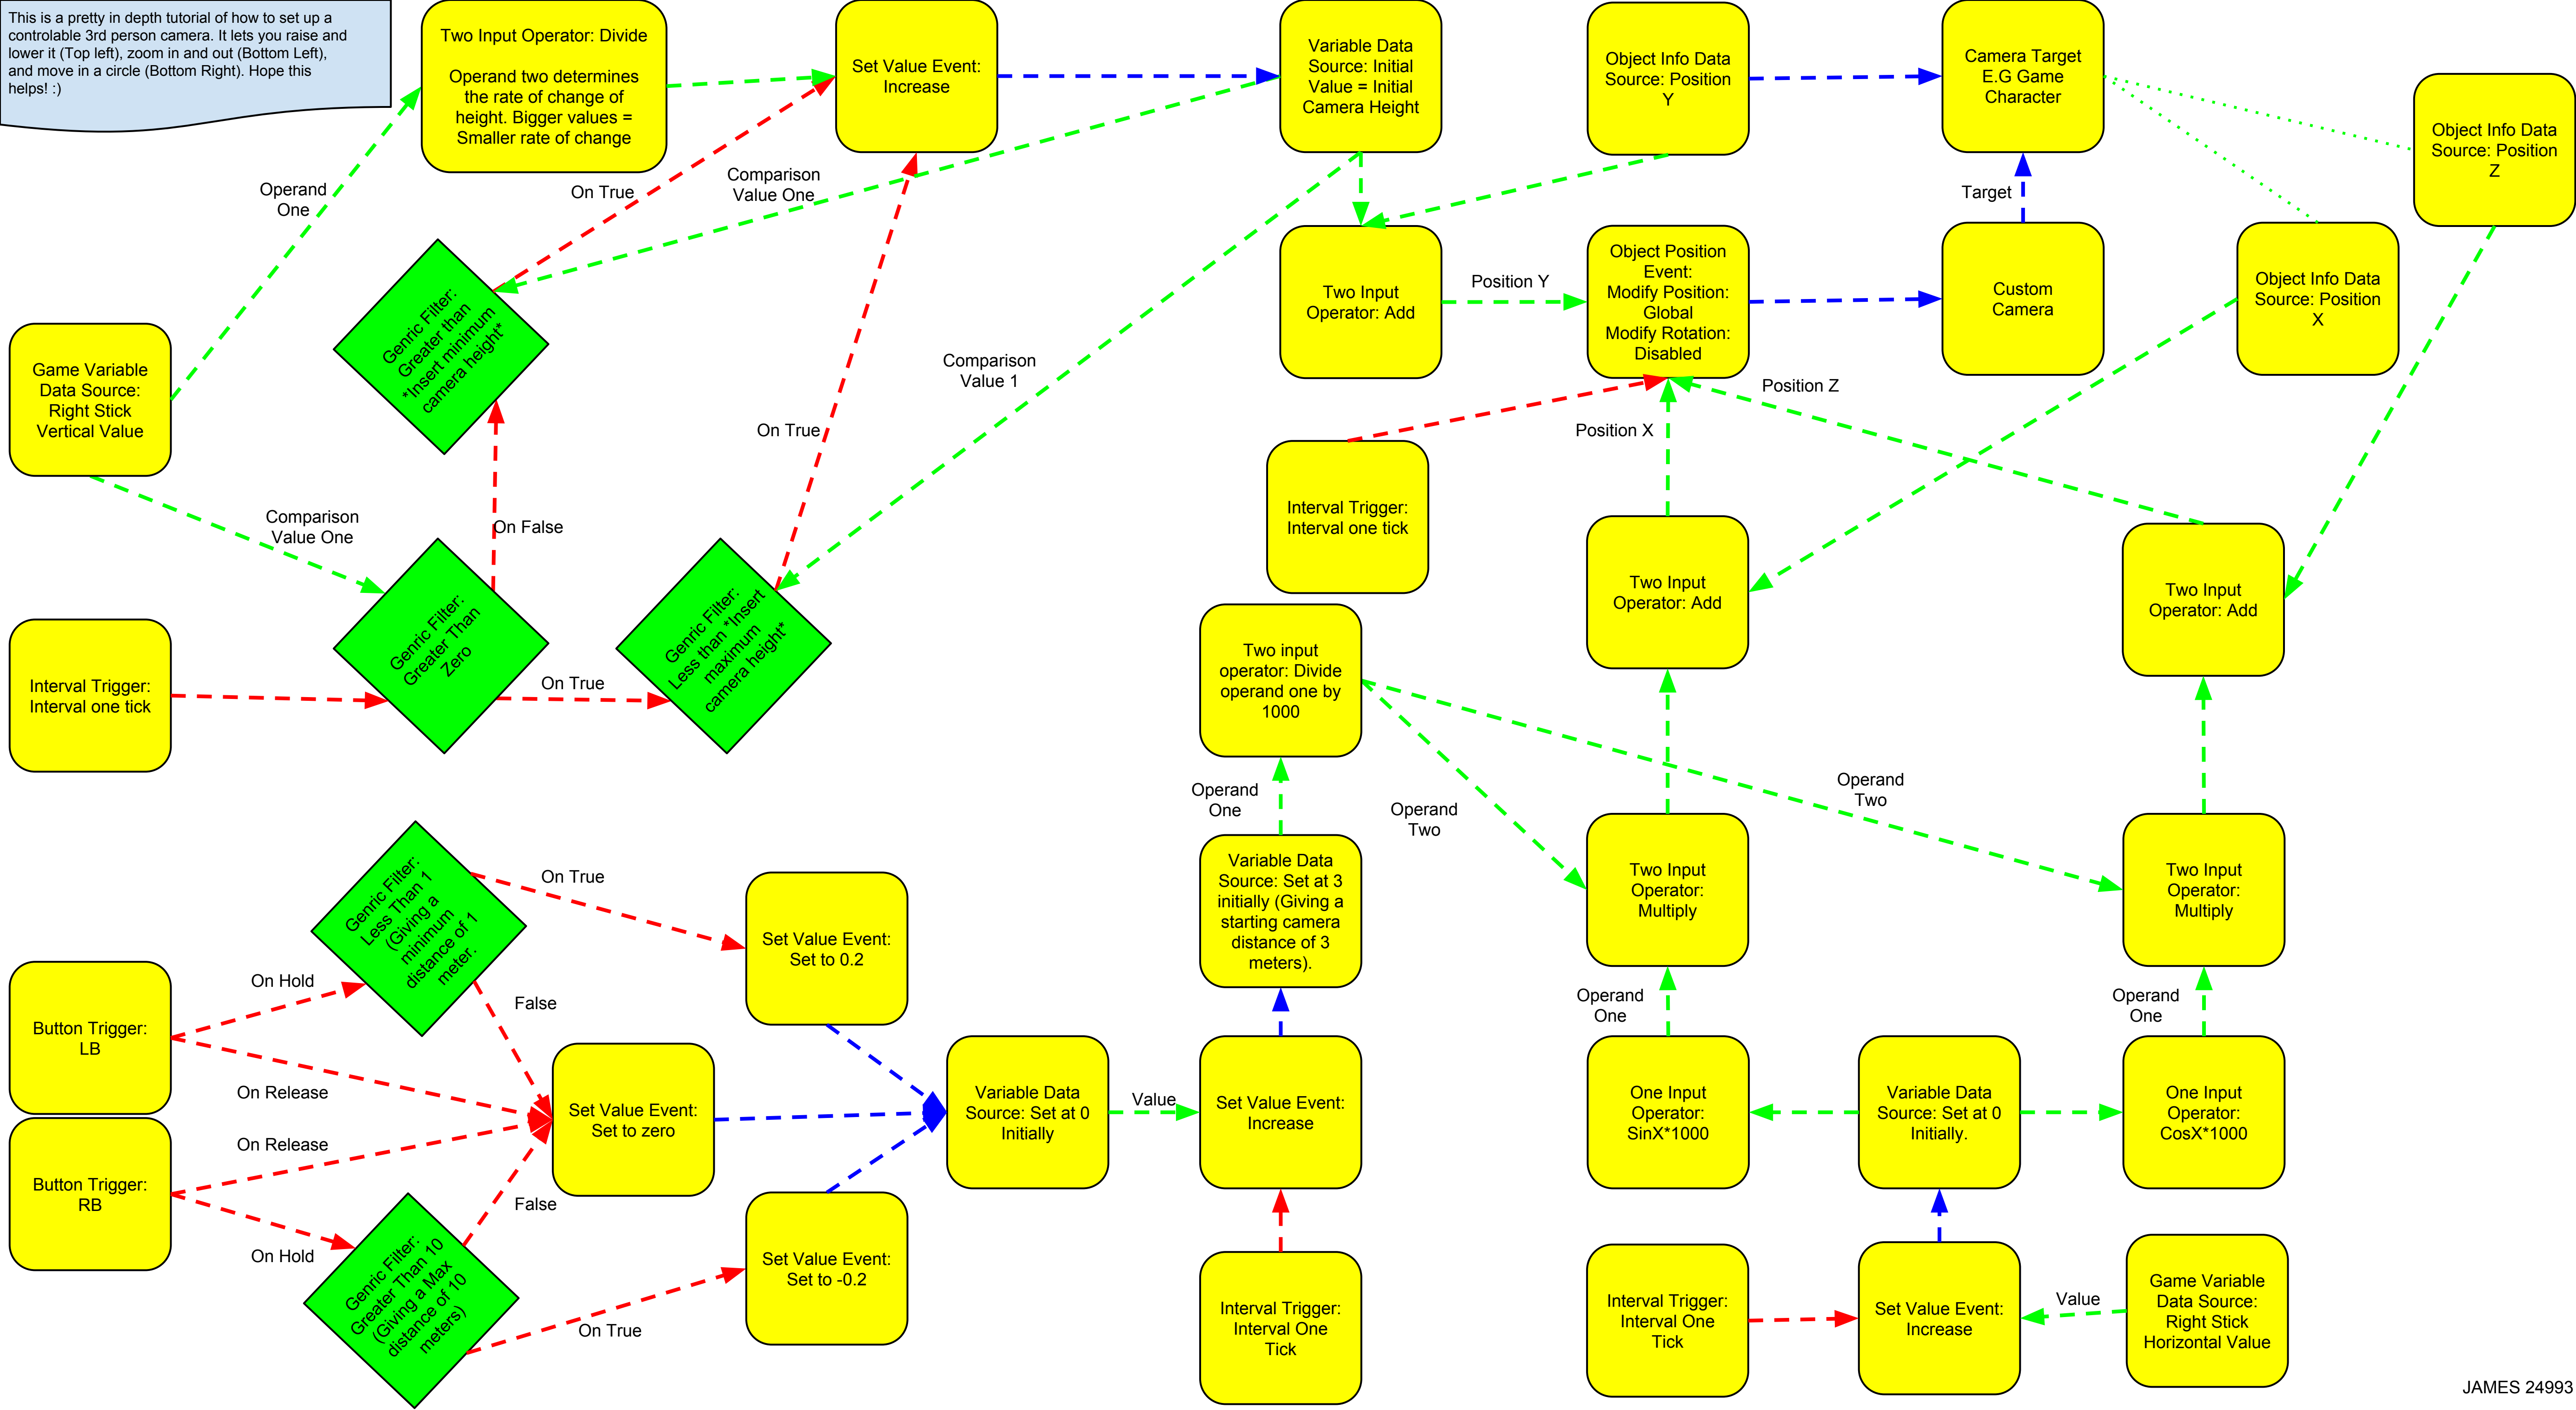 This is a pretty in depth tutorial of how to set up a
controlable 3rd person camera. It lets you raise and
lower it (Top left), zoom in and out (Bottom Left),
and move in a circle (Bottom Right). Hope this
helps! :)
Two Input Operator: Divide
Operand two determines
the rate of change of
height. Bigger values =
Smaller rate of change
Set Value Event:
Increase
Variable Data
Source: Initial
Value = Initial
Camera Height
Object Info Data
Source: Position
Y
Camera Target
E.G Game
Character
Object Info Data
Source: Position
Z
Operand
One
On True
Comparison
Value One
Target
Genric Filter:
Greater than
*Insert minimum
camera height*
Two Input
Operator: Add
Position Y
Object Position
Event:
Modify Position:
Global
Modify Rotation:
Disabled
Custom
Camera
Object Info Data
Source: Position
X
Game Variable
Data Source:
Right Stick
Vertical Value
Comparison
Value 1
On True
Position X
Position Z
Comparison
Value One
On False
Interval Trigger:
Interval one tick
Two Input
Operator: Add
Two Input
Operator: Add
Interval Trigger:
Interval one tick
Genric Filter:
Greater Than
Zero
On True
Genric Filter:
Less than *Insert
maximum
camera height*
Two input
operator: Divide
operand one by
1000
Operand
One
Operand
Two
Operand
Two
Genric Filter:
Less Than 1
(Giving a
minimum
distance of 1
meter.
On True
Set Value Event:
Set to 0.2
Variable Data
Source: Set at 3
initially (Giving a
starting camera
distance of 3
meters).
Two Input
Operator:
Multiply
Two Input
Operator:
Multiply
Button Trigger:
LB
On Hold
False
On Release
Operand
One
Operand
One
Button Trigger:
RB
On Release
On Hold
False
Set Value Event:
Set to zero
Variable Data
Source: Set at 0
Initially
Value
Set Value Event:
Increase
One Input
Operator:
SinX*1000
Variable Data
Source: Set at 0
Initially.
One Input
Operator:
CosX*1000
Genric Filter:
Greater Than 10
(Giving a Max
distance of 10
meters)
On True
Set Value Event:
Set to -0.2
Interval Trigger:
Interval One
Tick
Interval Trigger:
Interval One
Tick
Set Value Event:
Increase
Value
Game Variable
Data Source:
Right Stick
Horizontal Value
JAMES 24993